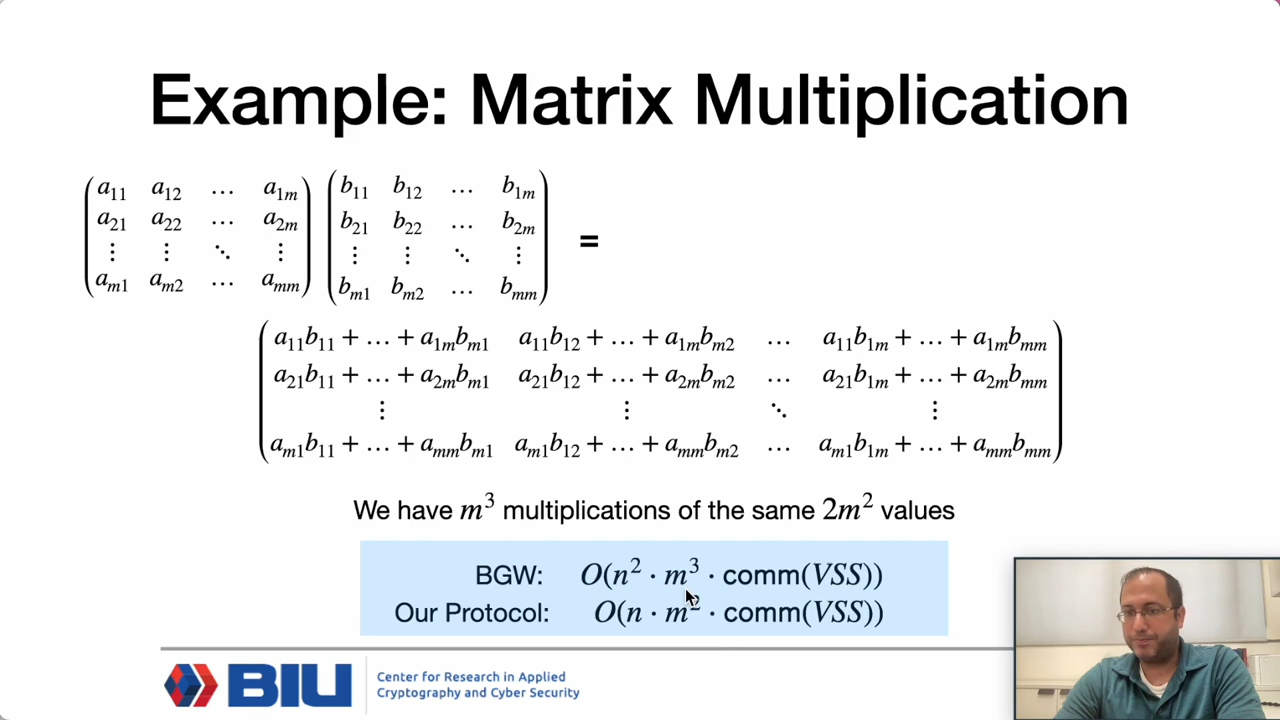 Example: Matrix Multiplication
a11 a12 … a1m b11 b12 … b1m
a21 a22 … a2m b21 b22 … b2m
⋮ ⋮ ⋱ ⋮ ⋮ ⋮ ⋱ ⋮
am1 am2 … amm bm1 bm2 … bmm
=
a11b11 + … + a1mbm1 a11b12 + … + a1mbm2 … a11b1m + … + a1mbmm
a21b11 + … + a2mbm1 a21b12 + … + a2mbm2 … a21b1m + … + a2mbmm
⋮ ⋮ ⋱ ⋮
am1b11 + … + ammbm1 am1b12 + … + ammbm2 … am1b1m + … + ammbmm
We have m³ multiplications of the same 2m² values
BGW: O(n² · m³ · comm(VSS))
Our Protocol: O(n · m² · comm(VSS))
BIU
Center for Research in Applied
Cryptography and Cyber Security